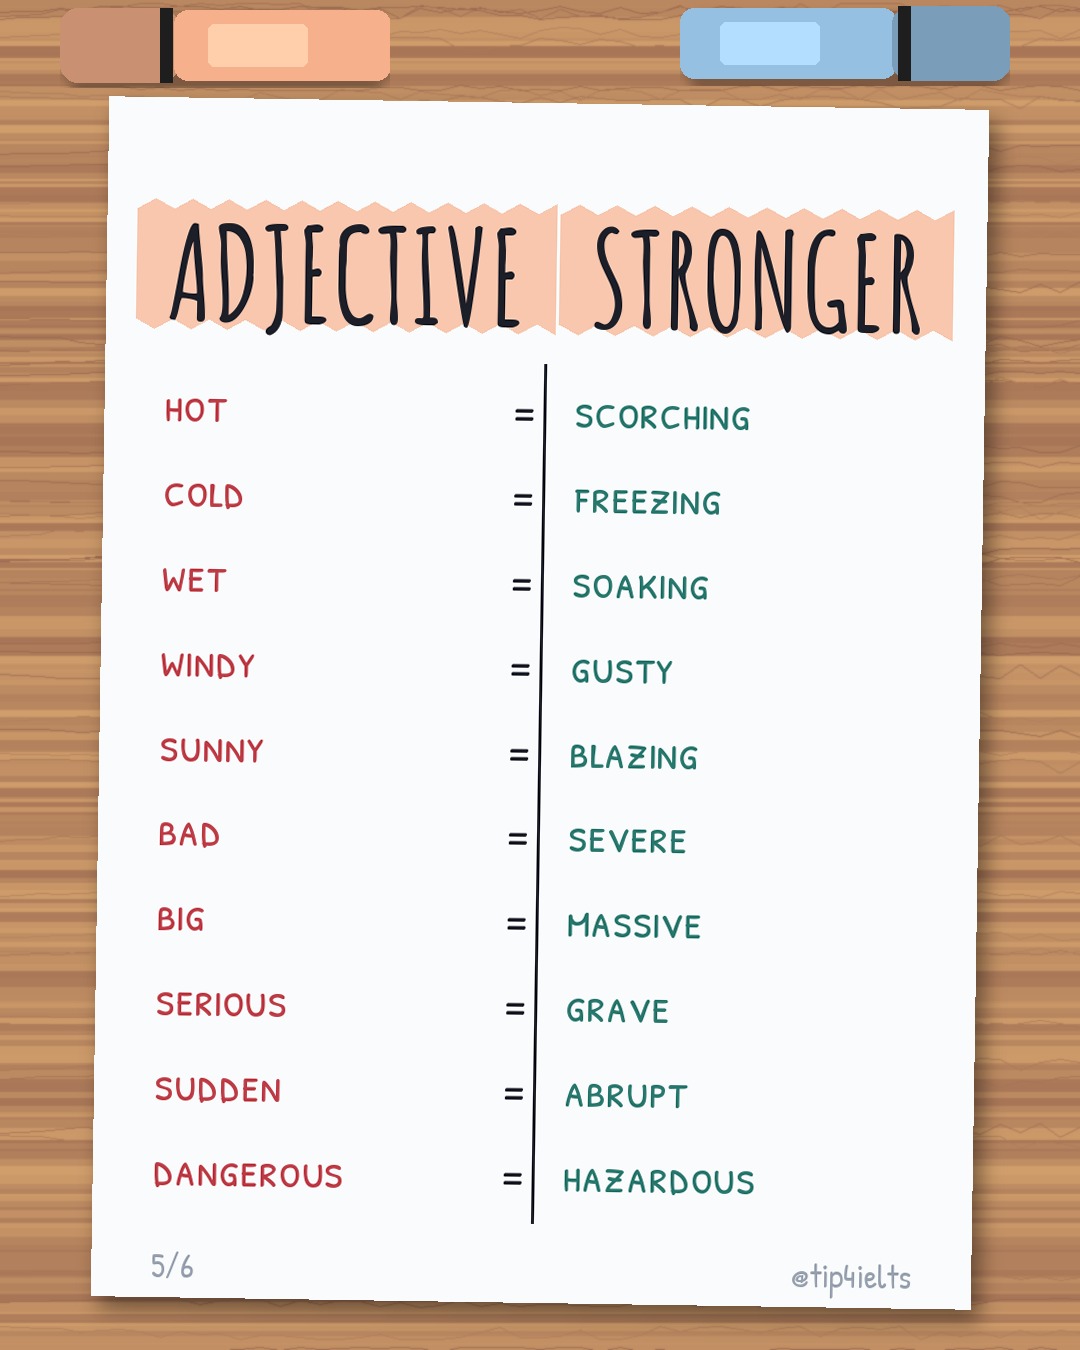 ADJECTIVE STRONGER
HOT = SCORCHING
COLD = FREEZING
WET = SOAKING
WINDY = GUSTY
SUNNY = BLAZING
BAD = SEVERE
BIG = MASSIVE
SERIOUS = GRAVE
SUDDEN = ABRUPT
DANGEROUS = HAZARDOUS
5/6 @tip4ielts